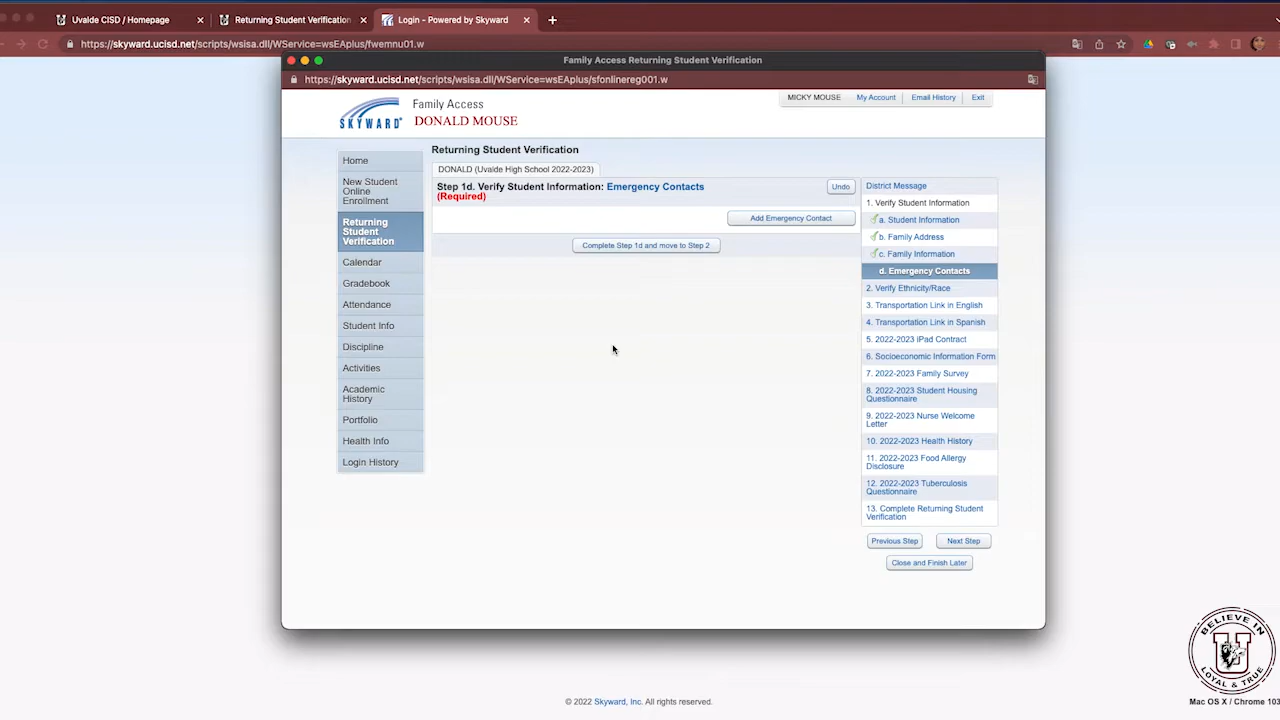 Uvalde CISD / Homepage
Returning Student Verification
Login - Powered by Skyward
https://skyward.ucisd.net/scripts/wsisa.dll/WService=wsEAplus/fwemnu01.w
Family Access Returning Student Verification
https://skyward.ucisd.net/scripts/wsisa.dll/WService=wsEAplus/sfonlinereg001.w
MICKY MOUSE
My Account
Email History
Exit
SKYWARD
Family Access
DONALD MOUSE
Home
New Student
Online
Enrollment
Returning
Student
Verification
Calendar
Gradebook
Attendance
Student Info
Discipline
Activities
Academic
History
Portfolio
Health Info
Login History
Returning Student Verification
DONALD (Uvalde High School 2022-2023)
Step 1d. Verify Student Information: Emergency Contacts
(Required)
Undo
Add Emergency Contact
Complete Step 1d and move to Step 2
District Message
1. Verify Student Information
a. Student Information
b. Family Address
c. Family Information
d. Emergency Contacts
2. Verify Ethnicity/Race
3. Transportation Link in English
4. Transportation Link in Spanish
5. 2022-2023 iPad Contract
6. Socioeconomic Information Form
7. 2022-2023 Family Survey
8. 2022-2023 Student Housing
Questionnaire
9. 2022-2023 Nurse Welcome
Letter
10. 2022-2023 Health History
11. 2022-2023 Food Allergy
Disclosure
12. 2022-2023 Tuberculosis
Questionnaire
13. Complete Returning Student
Verification
Previous Step
Next Step
Close and Finish Later
BELIEVE IN
U
LOYAL & TRUE
© 2022 Skyward, Inc. All rights reserved.
Mac OS X / Chrome 103